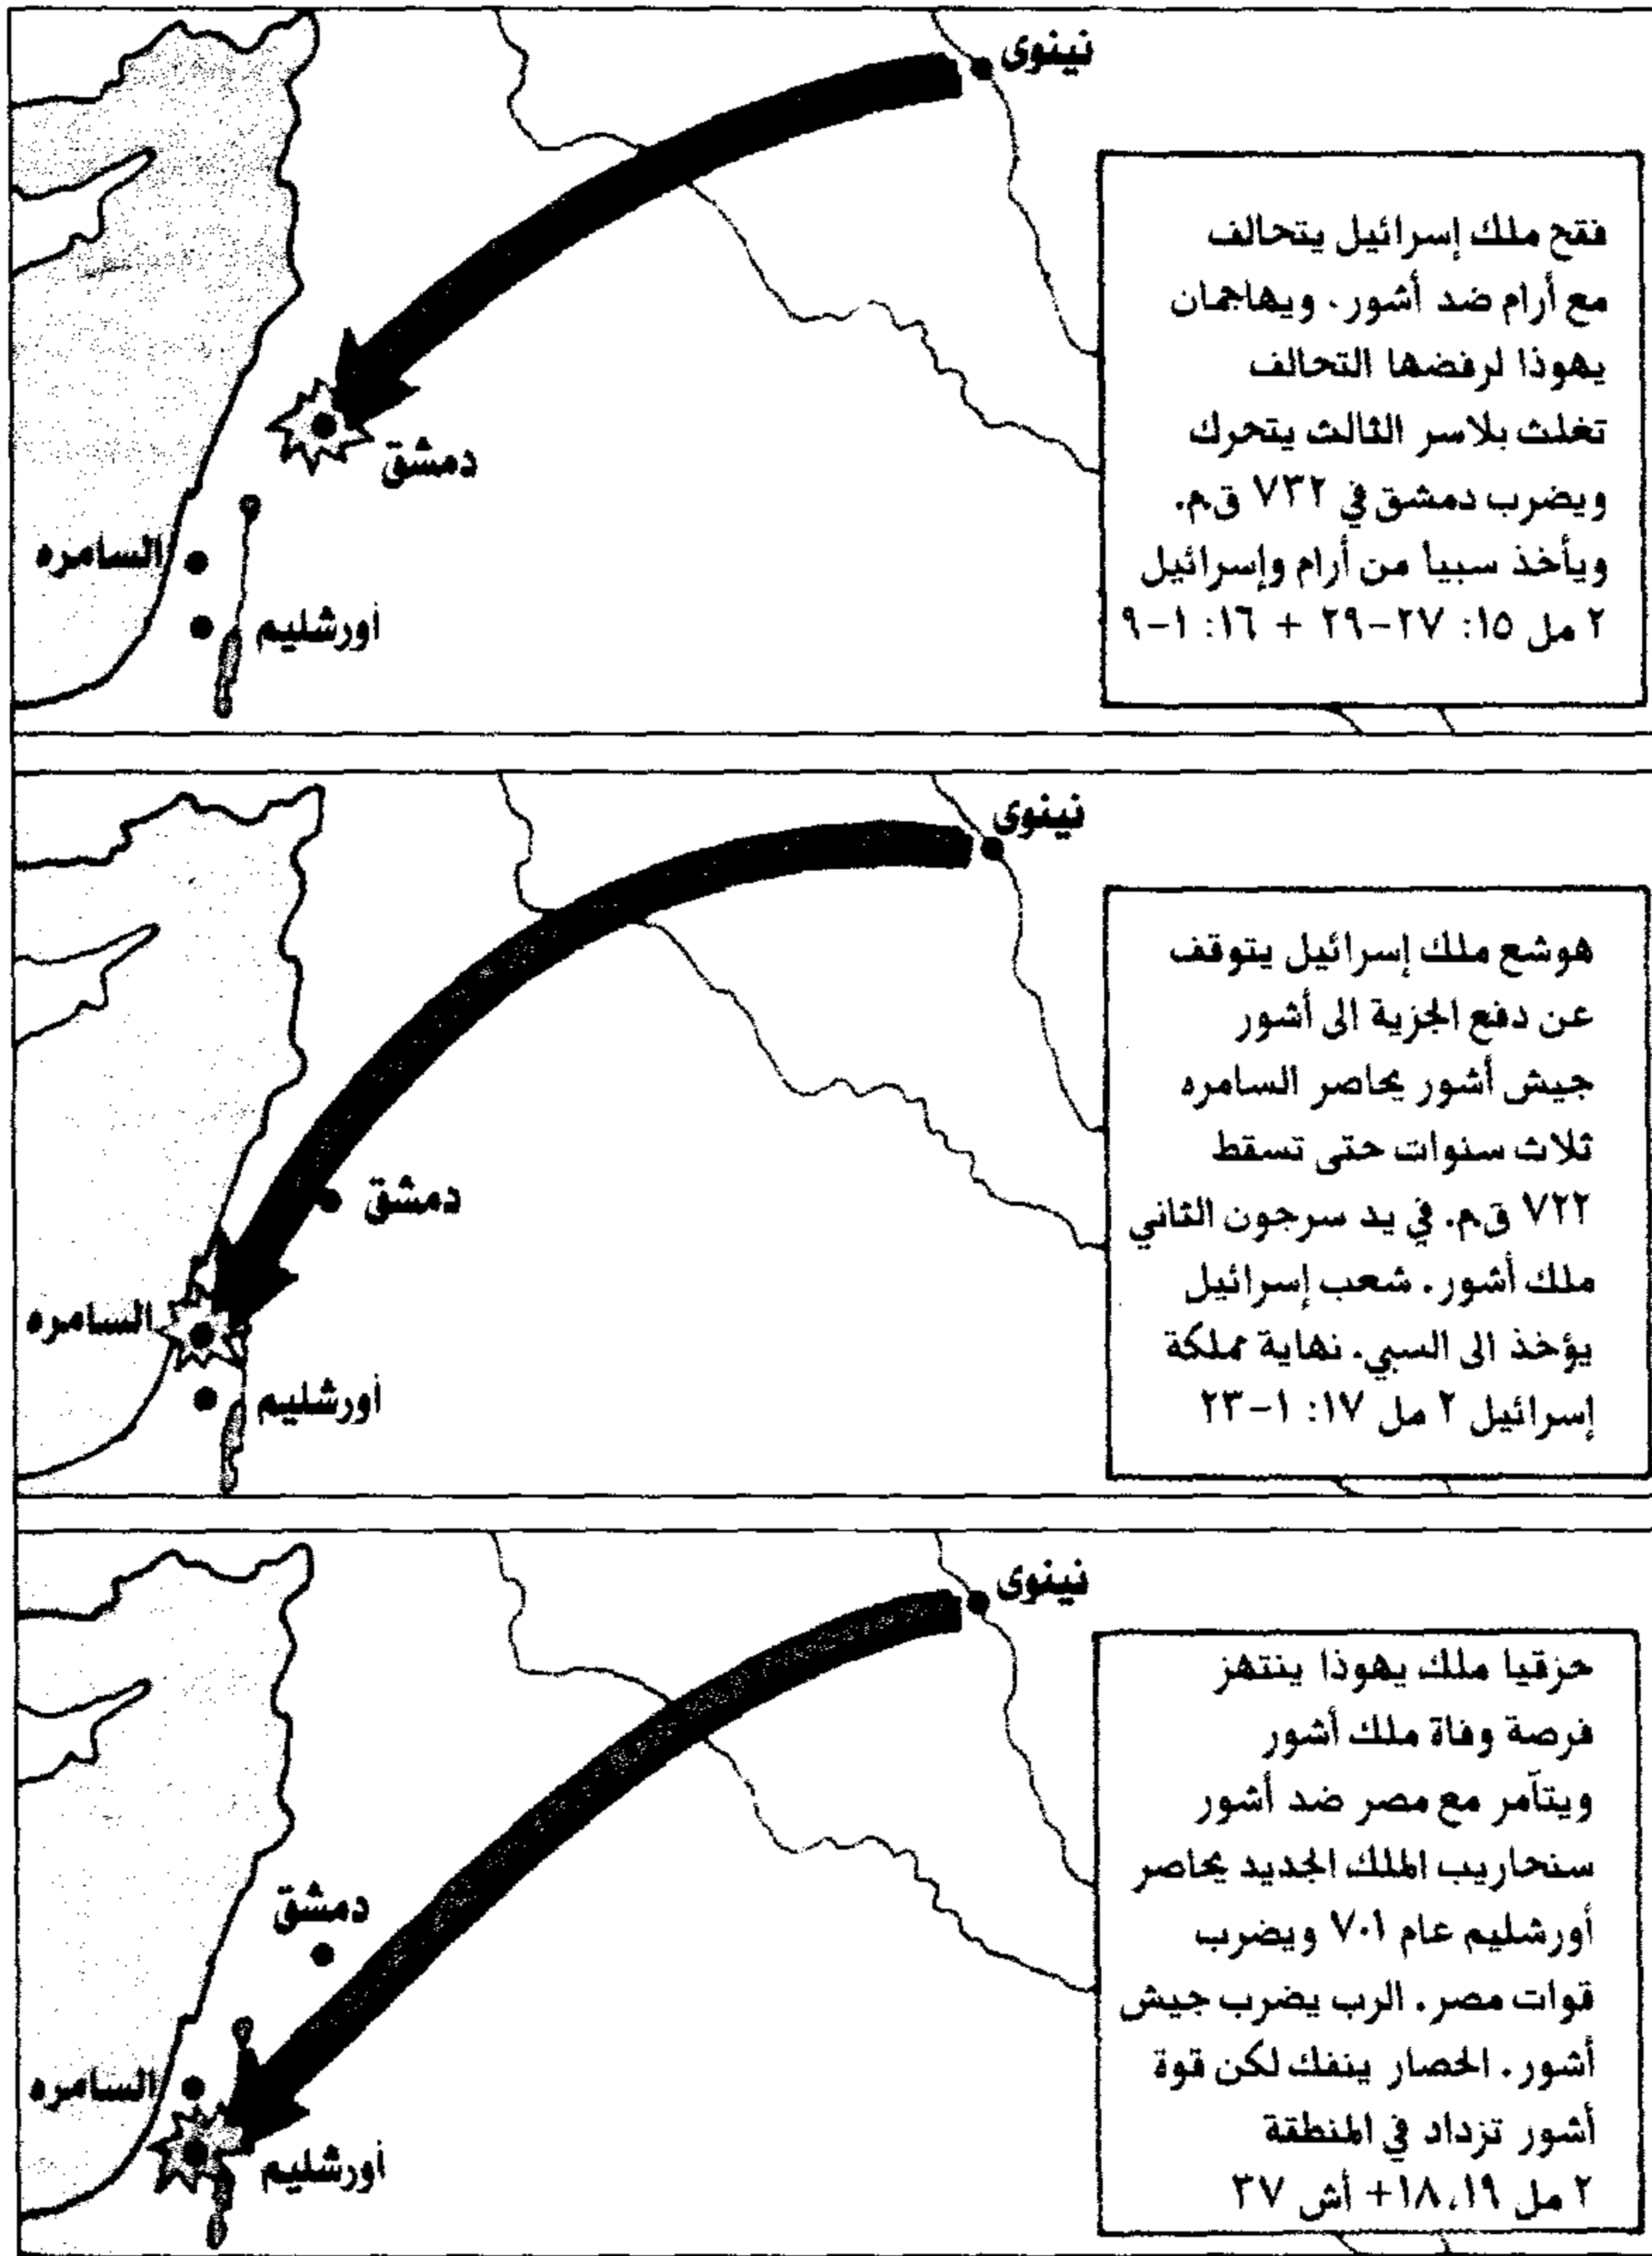 نينوى
فقح ملك إسرائيل يتحالف
مع أرام ضد أشور. ويهاجمان
يهوذا لرفضها التحالف
تغلث بلاسر الثالث يتحرك
ويضرب دمشق في ٧٣٢ ق.م.
ويأخذ سبياً من أرام وإسرائيل
٢ مل ١٥: ٢٧-٢٩ + ١٦: ١-٩
دمشق
السامره
أورشليم
نينوى
هوشع ملك إسرائيل يتوقف
عن دفع الجزية الى أشور
جيش أشور يحاصر السامره
ثلاث سنوات حتى تسقط
٧٢٢ ق.م. في يد سرجون الثاني
ملك أشور. شعب إسرائيل
يؤخذ الى السبي. نهاية مملكة
إسرائيل ٢ مل ١٧: ١-٢٣
دمشق
السامره
أورشليم
نينوى
حزقيا ملك يهوذا ينتهز
فرصة وفاة ملك أشور
ويتآمر مع مصر ضد أشور
سنحاريب الملك الجديد يحاصر
أورشليم عام ٧٠١ ويضرب
قوات مصر. الرب يضرب جيش
أشور. الحصار ينفك لكن قوة
أشور تزداد في المنطقة
٢ مل ١٨،١٩+ أش ٣٧
دمشق
السامره
أورشليم